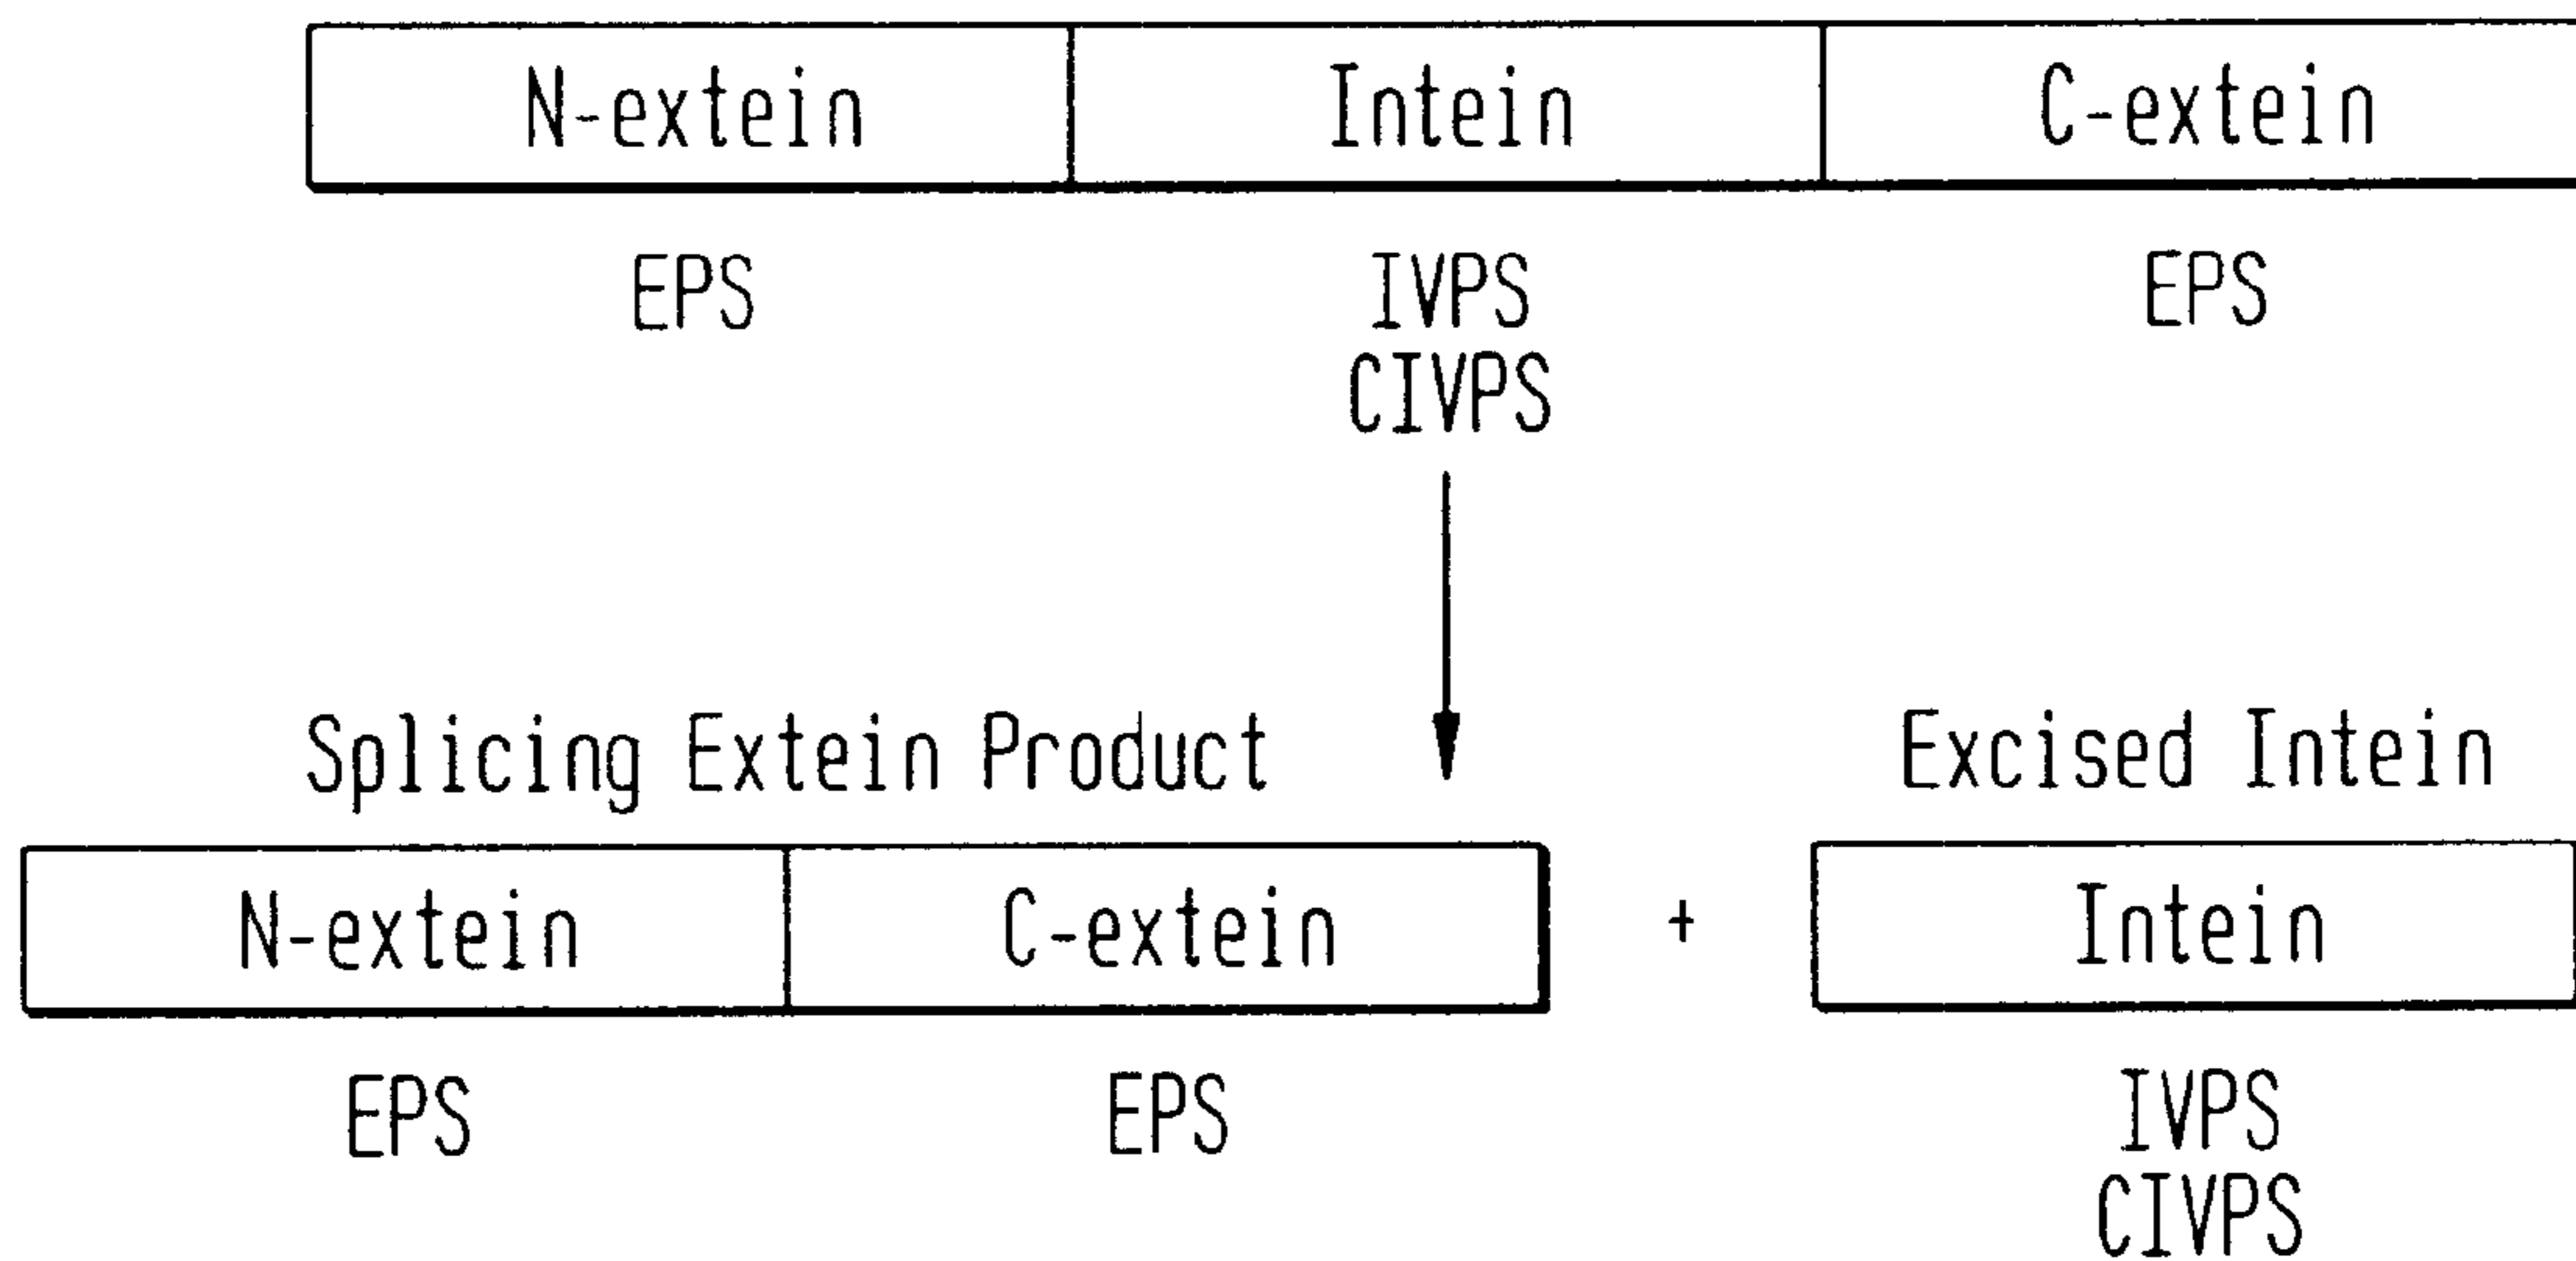 N-extein Intein C-extein
EPS IVPS EPS
CIVPS
Splicing Extein Product Excised Intein
N-extein C-extein + Intein
EPS EPS IVPS
CIVPS